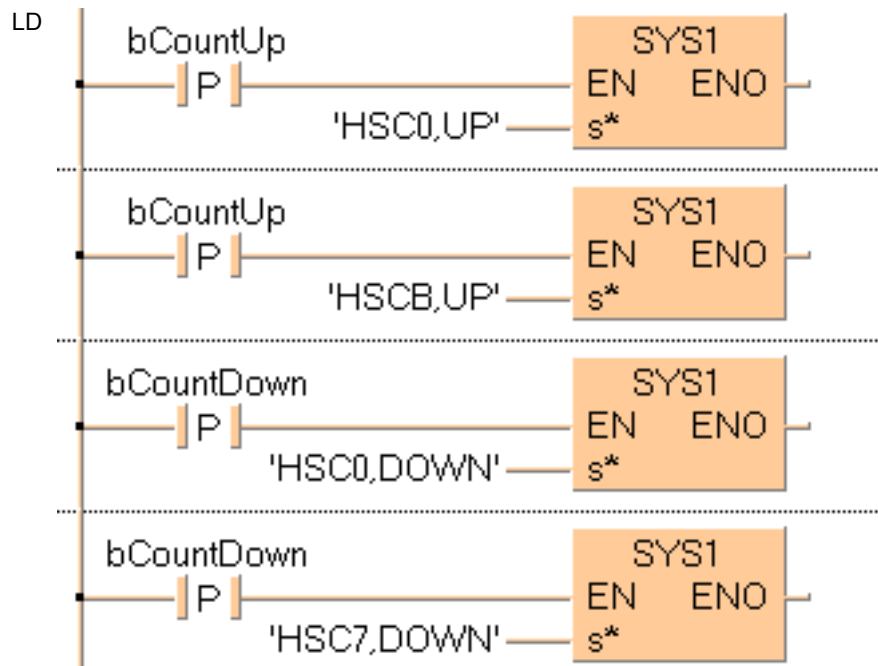 LD
bCountUp
P
SYS1
EN ENO
'HSC0,UP'
s*
bCountUp
P
SYS1
EN ENO
'HSCB,UP'
s*
bCountDown
P
SYS1
EN ENO
'HSC0,DOWN'
s*
bCountDown
P
SYS1
EN ENO
'HSC7,DOWN'
s*